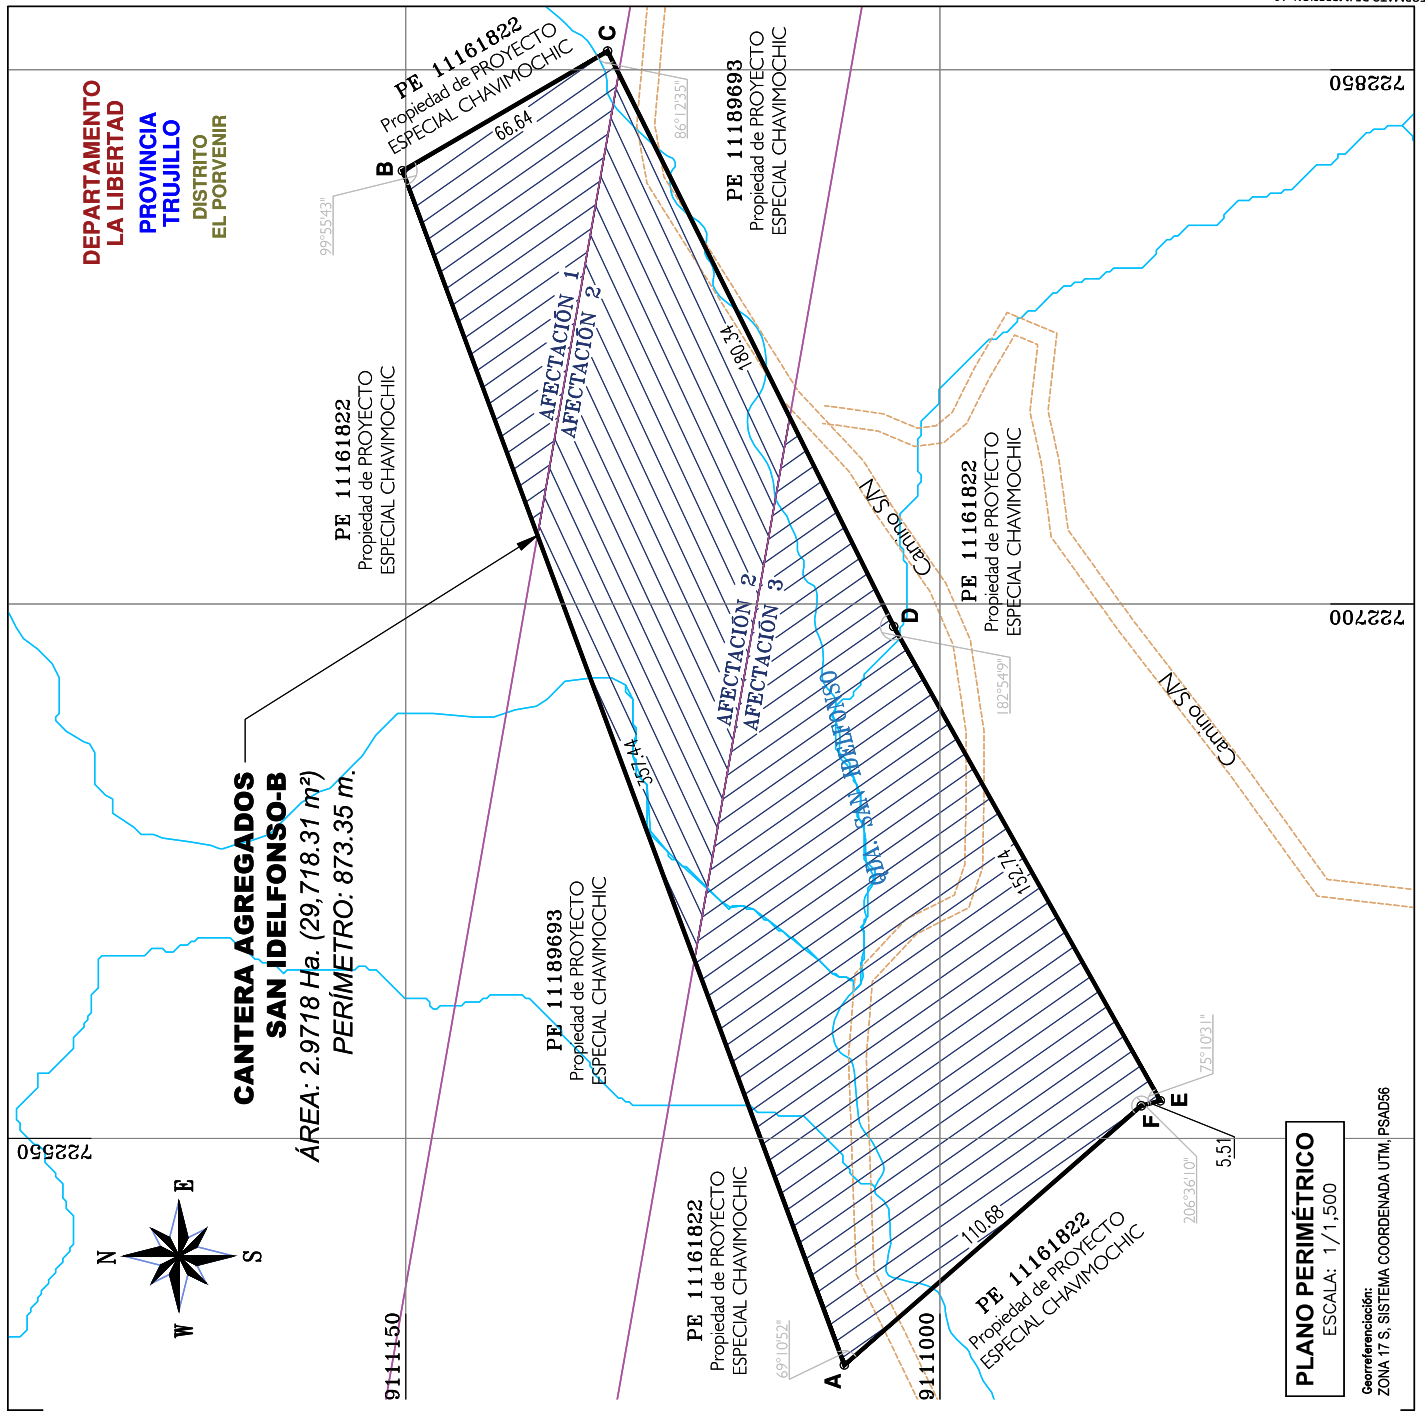 DEPARTAMENTO
LA LIBERTAD
PROVINCIA
TRUJILLO
DISTRITO
EL PORVENIR
CANTERA AGREGADOS
SAN IDELFONSO-B
ÁREA: 2.9718 Ha. (29,718.31 m²)
PERÍMETRO: 873.35 m.
N
E
S
W
722550
722700
722850
9111150
9111000
PE 11161822
Propiedad de PROYECTO
ESPECIAL CHAVIMOCHIC
PE 11189693
Propiedad de PROYECTO
ESPECIAL CHAVIMOCHIC
PE 11161822
Propiedad de PROYECTO
ESPECIAL CHAVIMOCHIC
PE 11161822
Propiedad de PROYECTO
ESPECIAL CHAVIMOCHIC
PE 11189693
Propiedad de PROYECTO
ESPECIAL CHAVIMOCHIC
PE 11161822
Propiedad de PROYECTO
ESPECIAL CHAVIMOCHIC
PE 11161822
Propiedad de PROYECTO
ESPECIAL CHAVIMOCHIC
A
B
C
D
E
F
69°10'52"
99°55'43"
86°12'35"
182°54'9"
75°10'31"
206°36'10"
357.44
66.64
180.34
152.74
5.51
110.68
AFECTACIÓN 1
AFECTACIÓN 2
AFECTACIÓN 2
AFECTACIÓN 3
QDA. SAN IDELFONSO
Camino S/N
Camino S/N
PLANO PERIMÉTRICO
ESCALA: 1/1,500
Georreferenciación:
ZONA 17 S, SISTEMA COORDENADA UTM, PSAD56